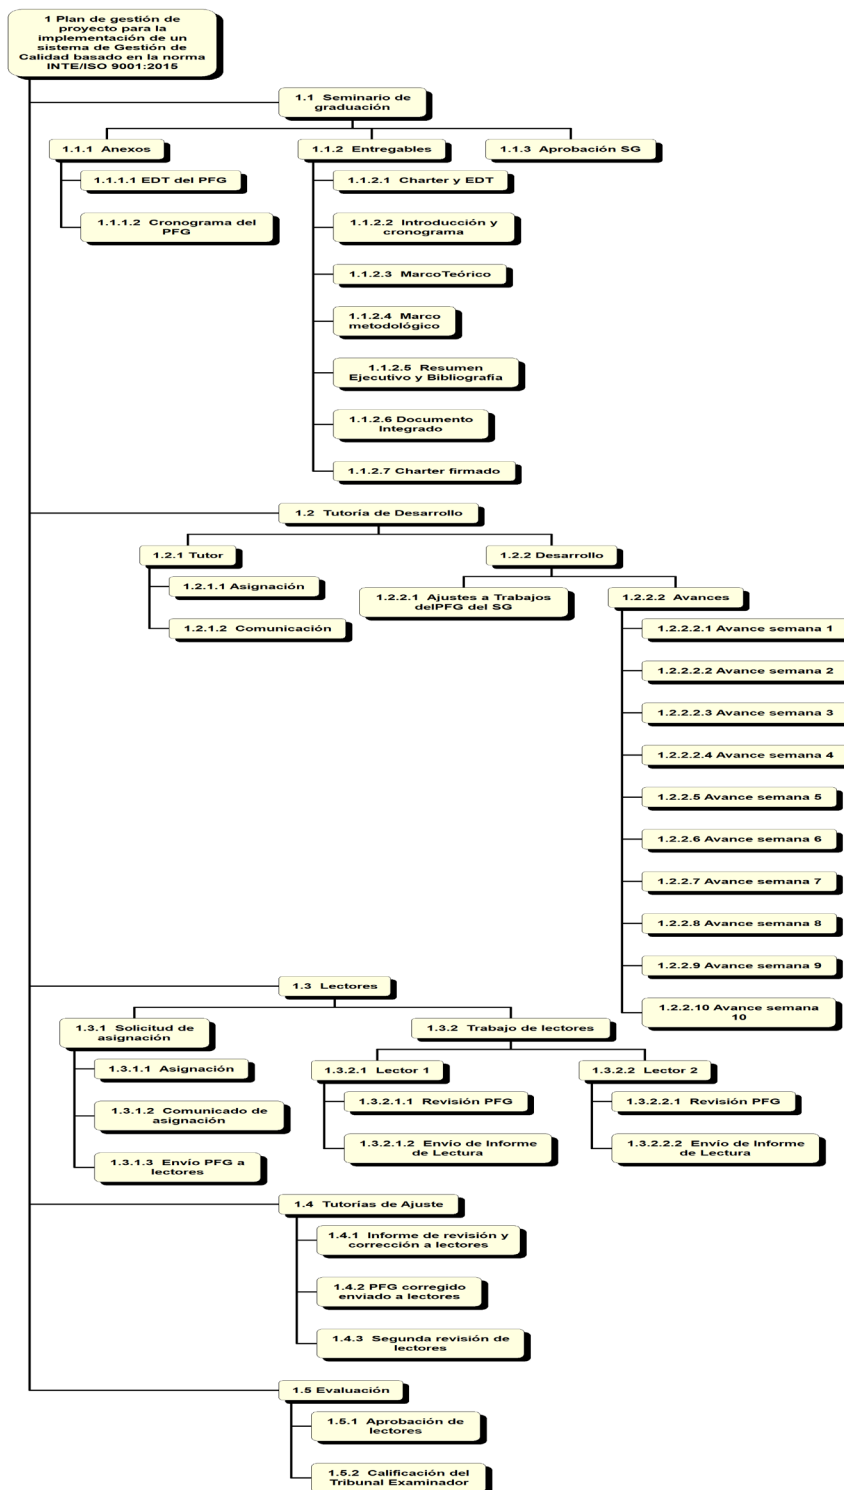 1 Plan de gestión de
proyecto para la
implementación de un
sistema de Gestión de
Calidad basado en la norma
INTE/ISO 9001:2015
1.1 Seminario de
graduación
1.1.1 Anexos
1.1.1.1 EDT del PFG
1.1.1.2 Cronograma del
PFG
1.1.2 Entregables
1.1.2.1 Charter y EDT
1.1.2.2 Introducción y
cronograma
1.1.2.3 MarcoTeórico
1.1.2.4 Marco
metodológico
1.1.2.5 Resumen
Ejecutivo y Bibliografía
1.1.2.6 Documento
Integrado
1.1.2.7 Charter firmado
1.1.3 Aprobación SG
1.2 Tutoría de Desarrollo
1.2.1 Tutor
1.2.1.1 Asignación
1.2.1.2 Comunicación
1.2.2 Desarrollo
1.2.2.1 Ajustes a Trabajos
delPFG del SG
1.2.2.2 Avances
1.2.2.2.1 Avance semana 1
1.2.2.2.2 Avance semana 2
1.2.2.2.3 Avance semana 3
1.2.2.2.4 Avance semana 4
1.2.2.5 Avance semana 5
1.2.2.6 Avance semana 6
1.2.2.7 Avance semana 7
1.2.2.8 Avance semana 8
1.2.2.9 Avance semana 9
1.2.2.10 Avance semana
10
1.3 Lectores
1.3.1 Solicitud de
asignación
1.3.1.1 Asignación
1.3.1.2 Comunicado de
asignación
1.3.1.3 Envío PFG a
lectores
1.3.2 Trabajo de lectores
1.3.2.1 Lector 1
1.3.2.1.1 Revisión PFG
1.3.2.1.2 Envío de Informe
de Lectura
1.3.2.2 Lector 2
1.3.2.2.1 Revisión PFG
1.3.2.2.2 Envío de Informe
de Lectura
1.4 Tutorías de Ajuste
1.4.1 Informe de revisión y
corrección a lectores
1.4.2 PFG corregido
enviado a lectores
1.4.3 Segunda revisión de
lectores
1.5 Evaluación
1.5.1 Aprobación de
lectores
1.5.2 Calificación del
Tribunal Examinador